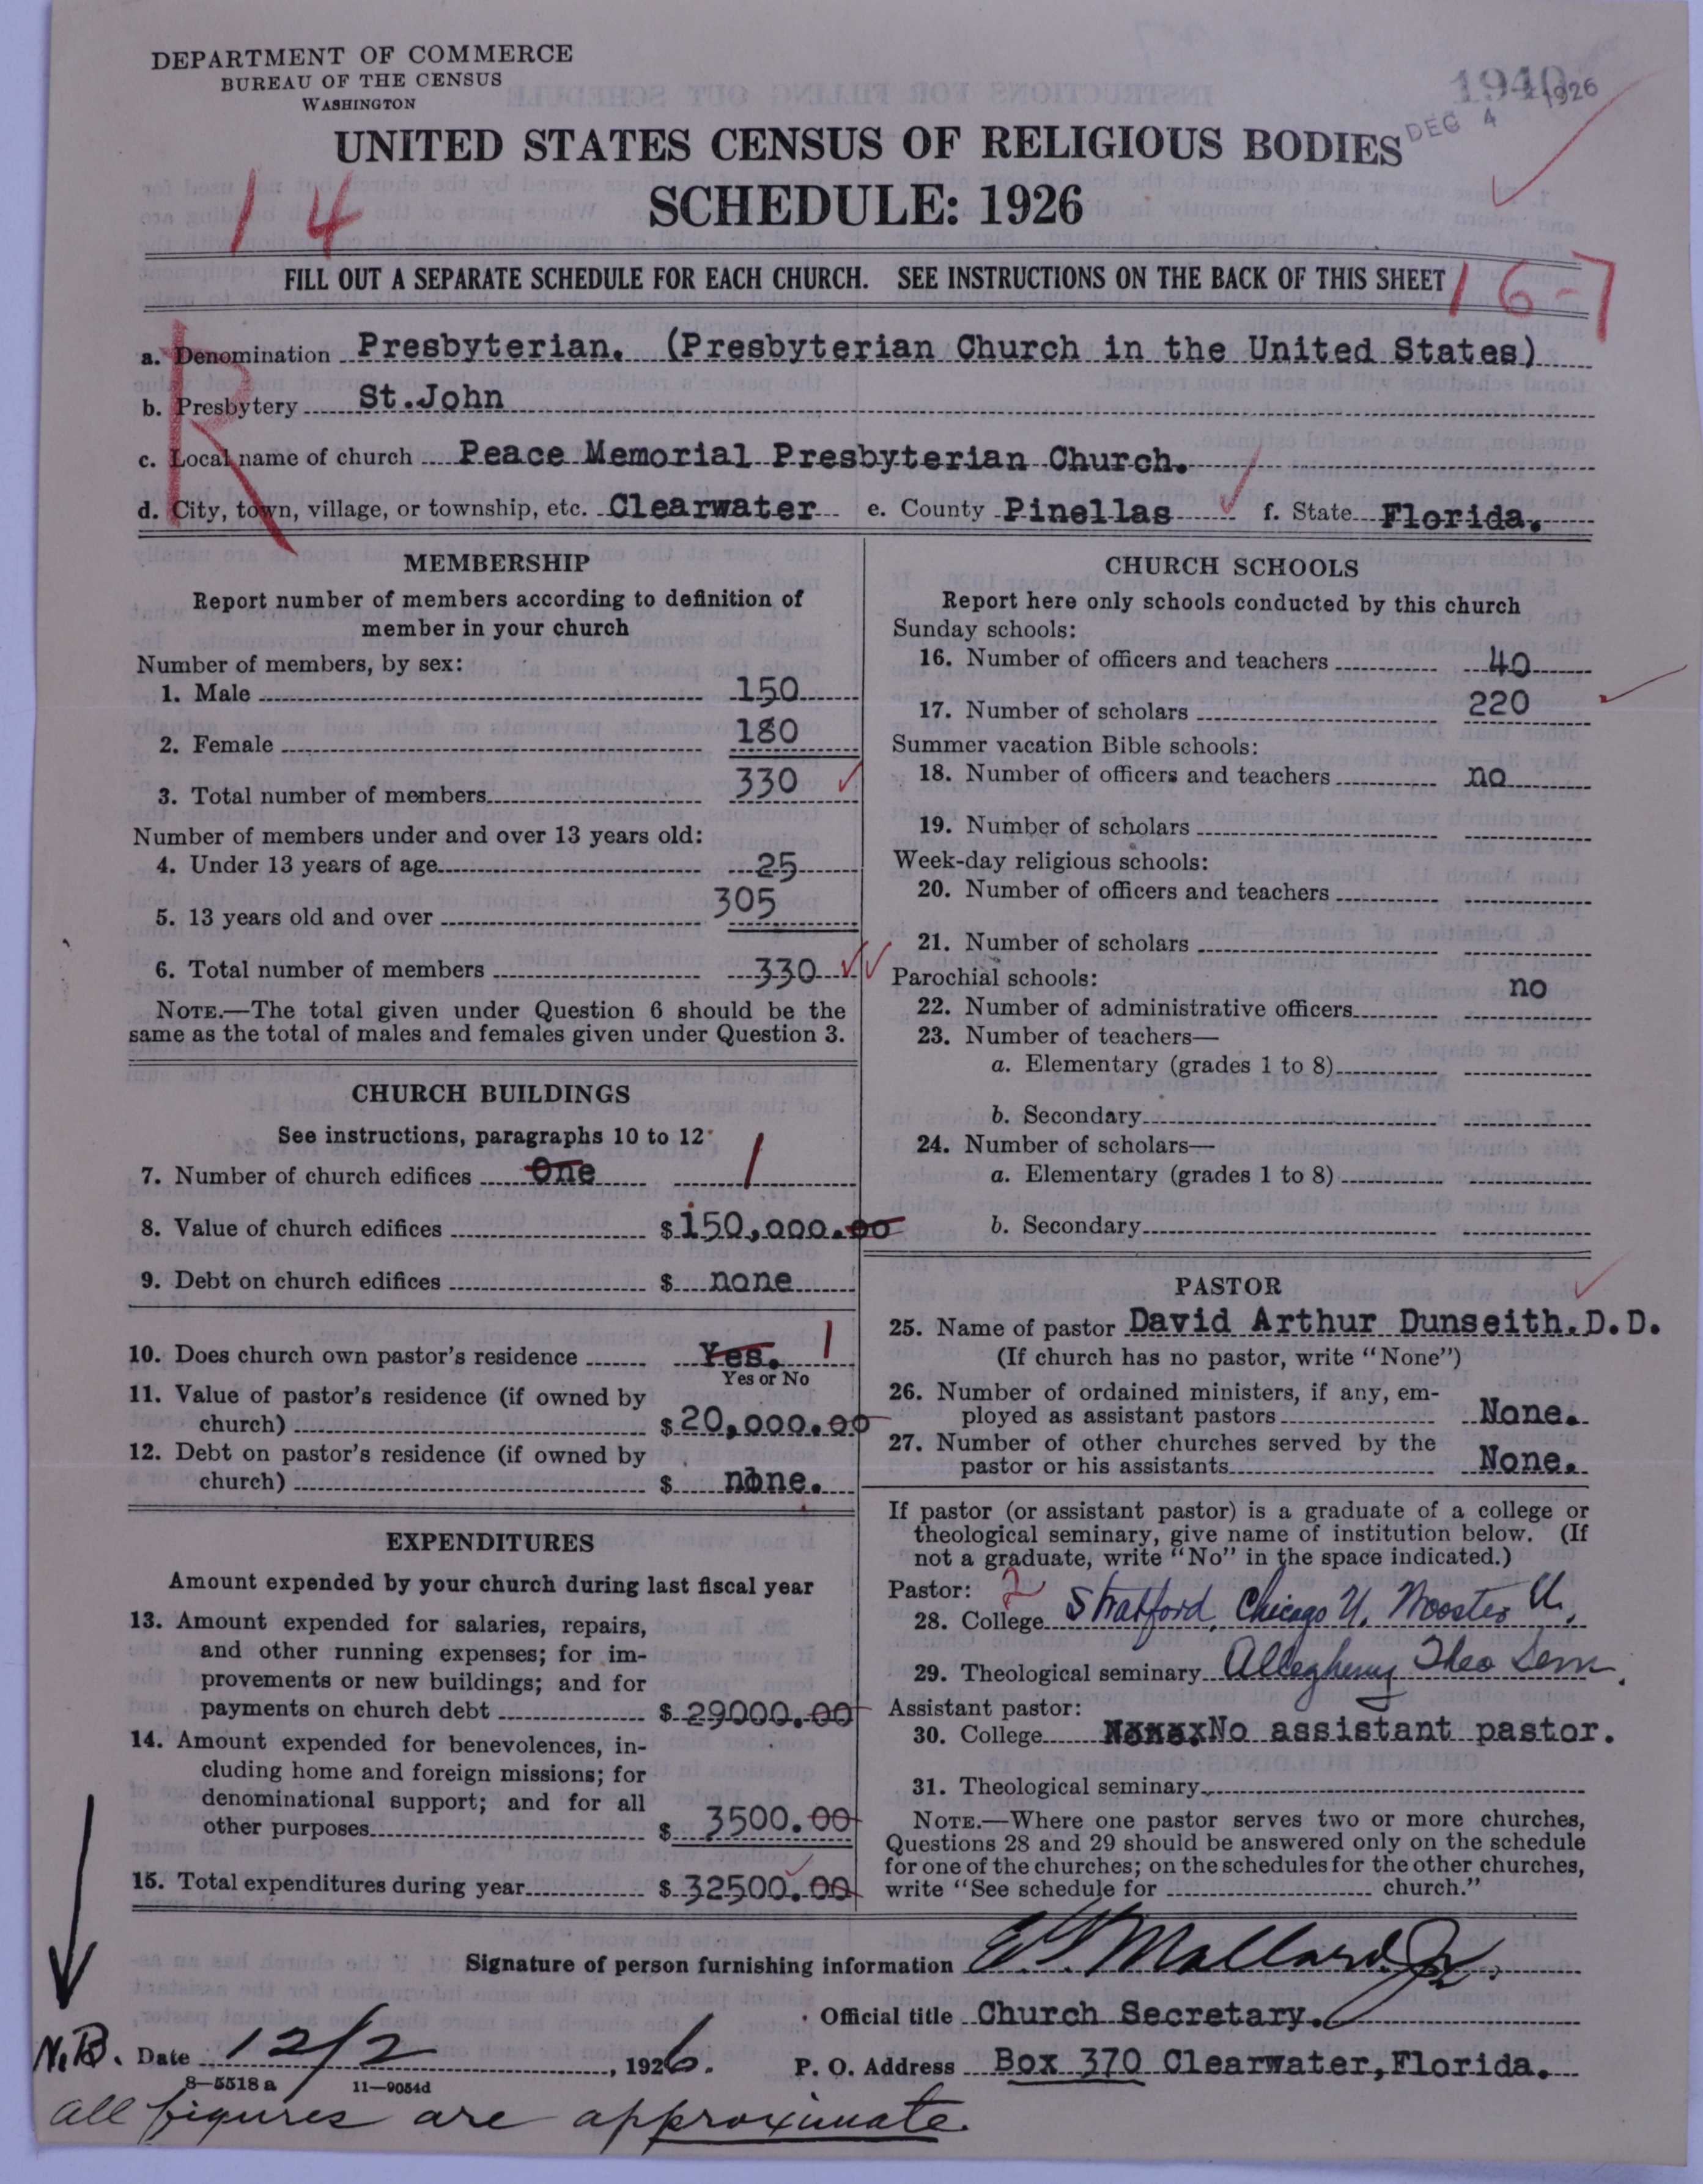 DEPARTMENT OF COMMERCE
BUREAU OF THE CENSUS
WASHINGTON
1940
DEC 4 1926
UNITED STATES CENSUS OF RELIGIOUS BODIES
SCHEDULE: 1926
14
FILL OUT A SEPARATE SCHEDULE FOR EACH CHURCH. SEE INSTRUCTIONS ON THE BACK OF THIS SHEET
16-7
R
a. Denomination Presbyterian. (Presbyterian Church in the United States)
b. Presbytery St.John
c. Local name of church Peace Memorial Presbyterian Church.
d. City, town, village, or township, etc. Clearwater e. County Pinellas f. State Florida.
MEMBERSHIP
Report number of members according to definition of
member in your church
Number of members, by sex:
1. Male 150
2. Female 180
3. Total number of members 330
Number of members under and over 13 years old:
4. Under 13 years of age 25
5. 13 years old and over 305
6. Total number of members 330
NOTE.—The total given under Question 6 should be the
same as the total of males and females given under Question 3.
CHURCH BUILDINGS
See instructions, paragraphs 10 to 12
7. Number of church edifices One 1
8. Value of church edifices $150,000.00
9. Debt on church edifices $ none
10. Does church own pastor's residence Yes. 1
Yes or No
11. Value of pastor's residence (if owned by
church) $20,000.00
12. Debt on pastor's residence (if owned by
church) $ none.
EXPENDITURES
Amount expended by your church during last fiscal year
13. Amount expended for salaries, repairs,
and other running expenses; for im-
provements or new buildings; and for
payments on church debt $29000.00
14. Amount expended for benevolences, in-
cluding home and foreign missions; for
denominational support; and for all
other purposes $ 3500.00
15. Total expenditures during year $32500.00
CHURCH SCHOOLS
Report here only schools conducted by this church
Sunday schools:
16. Number of officers and teachers 40
17. Number of scholars 220
Summer vacation Bible schools:
18. Number of officers and teachers no
19. Number of scholars
Week-day religious schools:
20. Number of officers and teachers
21. Number of scholars
Parochial schools:
22. Number of administrative officers no
23. Number of teachers—
a. Elementary (grades 1 to 8)
b. Secondary
24. Number of scholars—
a. Elementary (grades 1 to 8)
b. Secondary
PASTOR
25. Name of pastor David Arthur Dunseith.D.D.
(If church has no pastor, write "None")
26. Number of ordained ministers, if any, em-
ployed as assistant pastors None.
27. Number of other churches served by the
pastor or his assistants None.
If pastor (or assistant pastor) is a graduate of a college or
theological seminary, give name of institution below. (If
not a graduate, write "No" in the space indicated.)
Pastor: 2
28. College Stratford, Chicago U. Wooster U.
29. Theological seminary Allegheny Theo Sem.
Assistant pastor:
30. College No assistant pastor.
31. Theological seminary
NOTE.—Where one pastor serves two or more churches,
Questions 28 and 29 should be answered only on the schedule
for one of the churches; on the schedules for the other churches,
write "See schedule for church."
Signature of person furnishing information Mallard Jr.
Official title Church Secretary.
N.B. Date 12/2, 1926. P. O. Address Box 370 Clearwater,Florida.
8—5518 a 11—9054d
all figures are approximate.